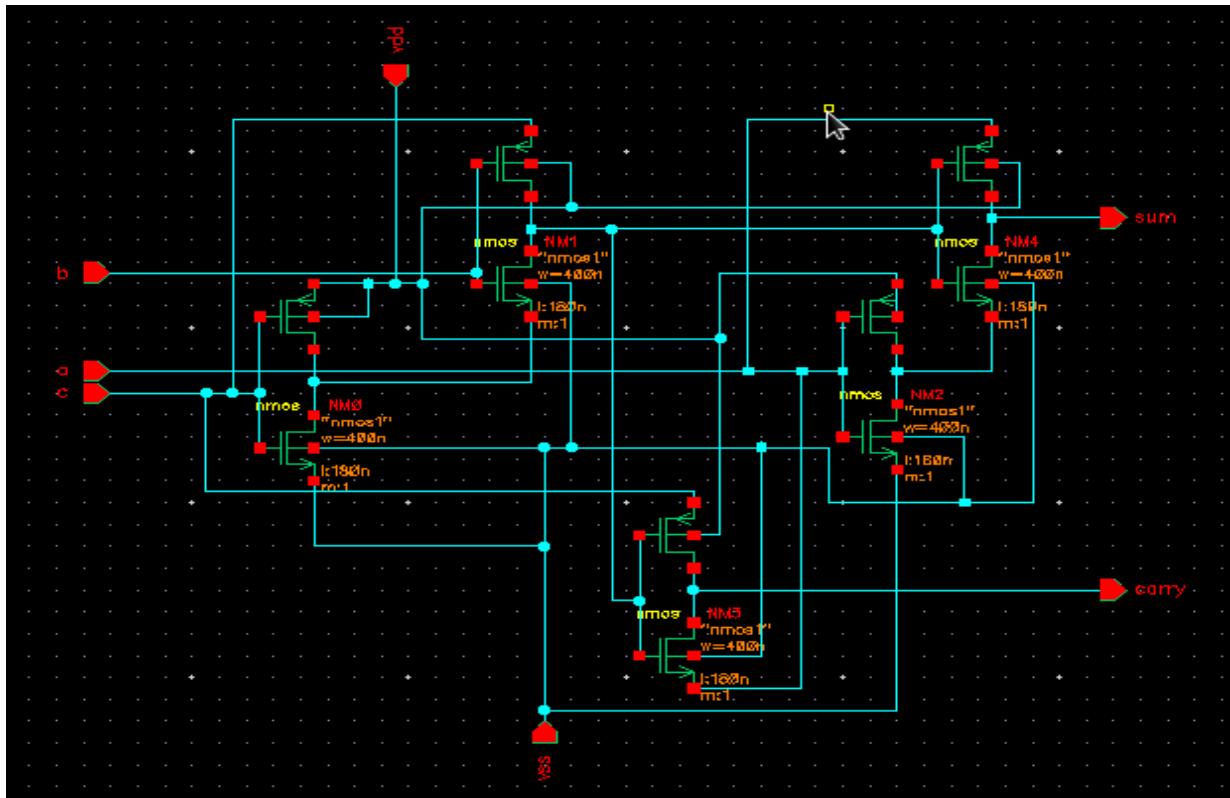 vdd
sum
nmos NM1
"nmos1"
w=400n
l:180n
m:1
nmos NM4
"nmos1"
w=400n
l:180n
m:1
b
a
c
nmos NM0
"nmos1"
w=400n
l:180n
m:1
nmos NM2
"nmos1"
w=400n
l:180n
m:1
carry
nmos NM3
"nmos1"
w=400n
l:180n
m:1
vss